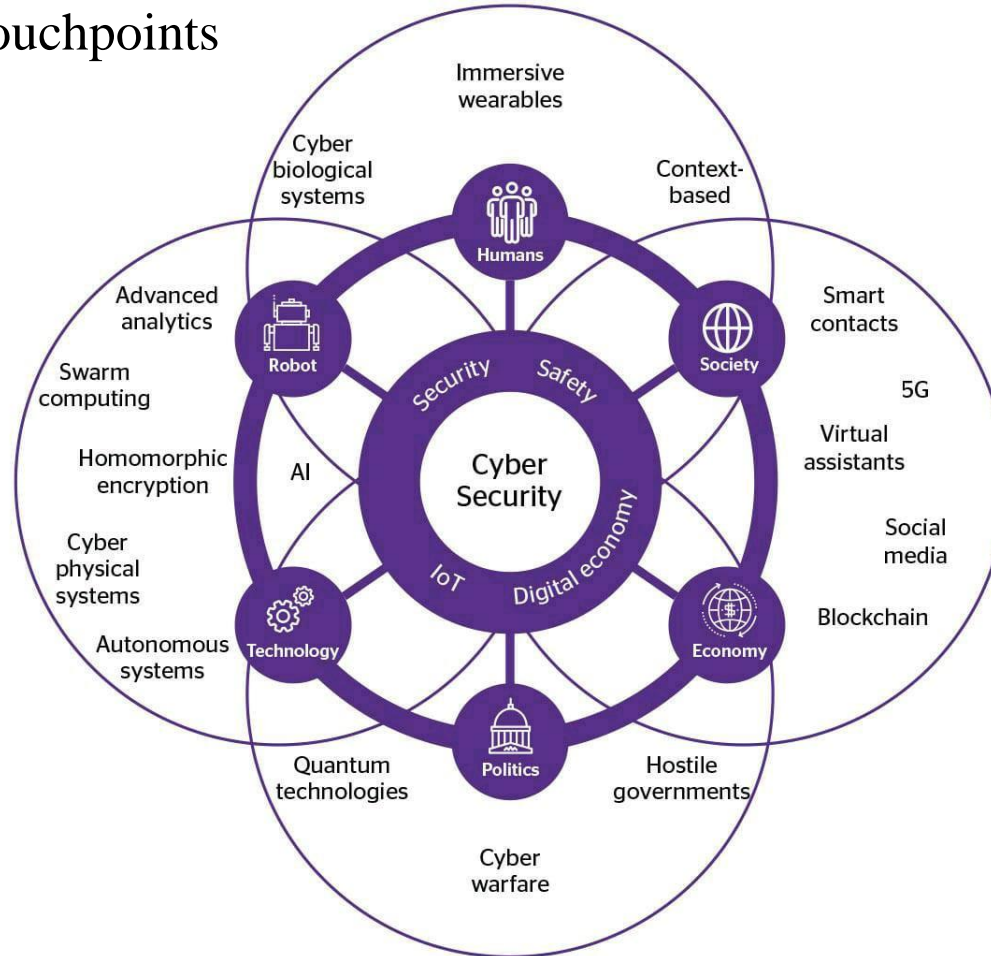 ouchpoints
Immersive
wearables
Cyber
biological
systems
Context-
based
Humans
Advanced
analytics
Robot
Smart
contacts
Society
Swarm
computing
Security
Safety
5G
Virtual
assistants
Homomorphic
encryption
AI
Cyber
Security
Social
media
Cyber
physical
systems
IoT
Digital economy
Blockchain
Autonomous
systems
Technology
Economy
Quantum
technologies
Politics
Hostile
governments
Cyber
warfare